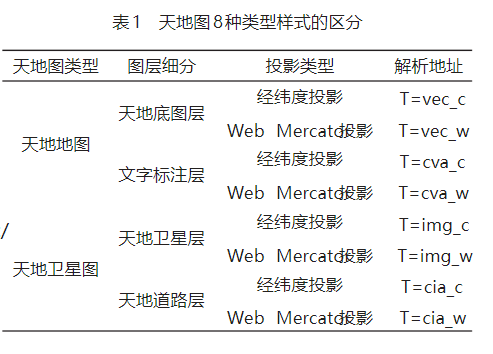 表1 天地图8种类型样式的区分
天地图类型 图层细分 投影类型 解析地址
天地地图 天地底图层 经纬度投影 T=vec_c
Web Mercator投影 T=vec_w
文字标注层 经纬度投影 T=cva_c
Web Mercator投影 T=cva_w
/
天地卫星图 天地卫星层 经纬度投影 T=img_c
Web Mercator投影 T=img_w
天地道路层 经纬度投影 T=cia_c
Web Mercator投影 T=cia_w